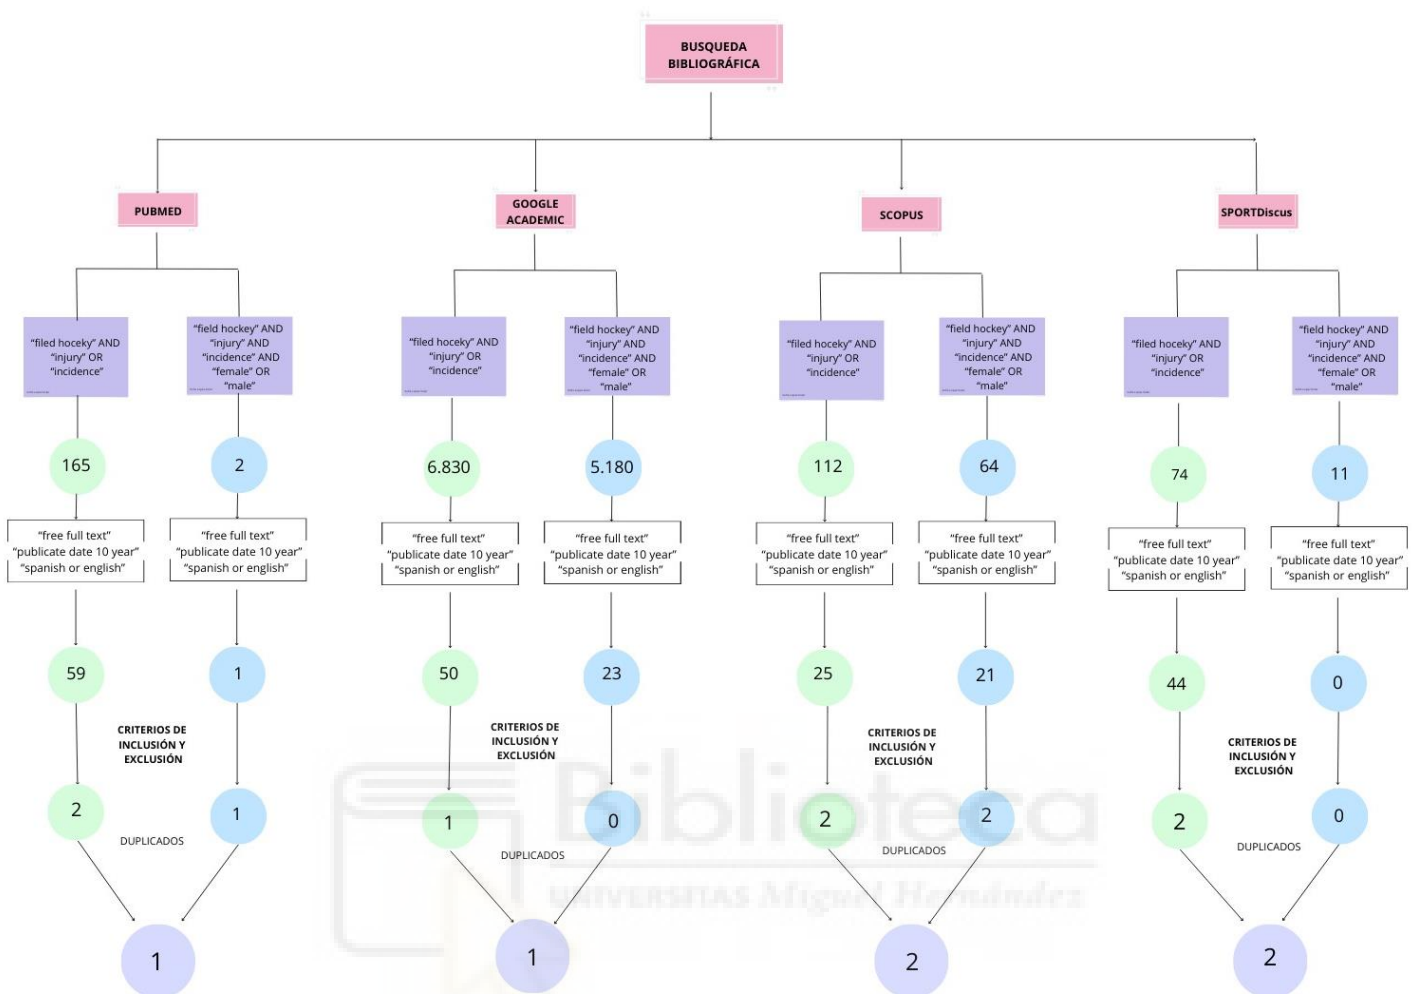 BUSQUEDA
BIBLIOGRÁFICA
PUBMED
GOOGLE
ACADEMIC
SCOPUS
SPORTDiscus
“filed hoceky” AND
“injury” OR
“incidence”
“field hockey” AND
“injury” AND
“incidence” AND
“female” OR
“male”
“filed hoceky” AND
“injury” OR
“incidence”
“field hockey” AND
“injury” AND
“incidence” AND
“female” OR
“male”
“filed hoceky” AND
“injury” OR
“incidence”
“field hockey” AND
“injury” AND
“incidence” AND
“female” OR
“male”
“filed hoceky” AND
“injury” OR
“incidence”
“field hockey” AND
“injury” AND
“incidence” AND
“female” OR
“male”
165
2
6.830
5.180
112
64
74
11
“free full text”
“publicate date 10 year”
“spanish or english”
“free full text”
“publicate date 10 year”
“spanish or english”
“free full text”
“publicate date 10 year”
“spanish or english”
“free full text”
“publicate date 10 year”
“spanish or english”
“free full text”
“publicate date 10 year”
“spanish or english”
“free full text”
“publicate date 10 year”
“spanish or english”
“free full text”
“publicate date 10 year”
“spanish or english”
“free full text”
“publicate date 10 year”
“spanish or english”
59
1
50
23
25
21
44
0
CRITERIOS DE
INCLUSIÓN Y
EXCLUSIÓN
CRITERIOS DE
INCLUSIÓN Y
EXCLUSIÓN
CRITERIOS DE
INCLUSIÓN Y
EXCLUSIÓN
CRITERIOS DE
INCLUSIÓN Y
EXCLUSIÓN
2
1
1
0
2
2
2
0
DUPLICADOS
DUPLICADOS
DUPLICADOS
DUPLICADOS
Biblioteca
UNIVERSITAS Miguel Hernández
1
1
2
2